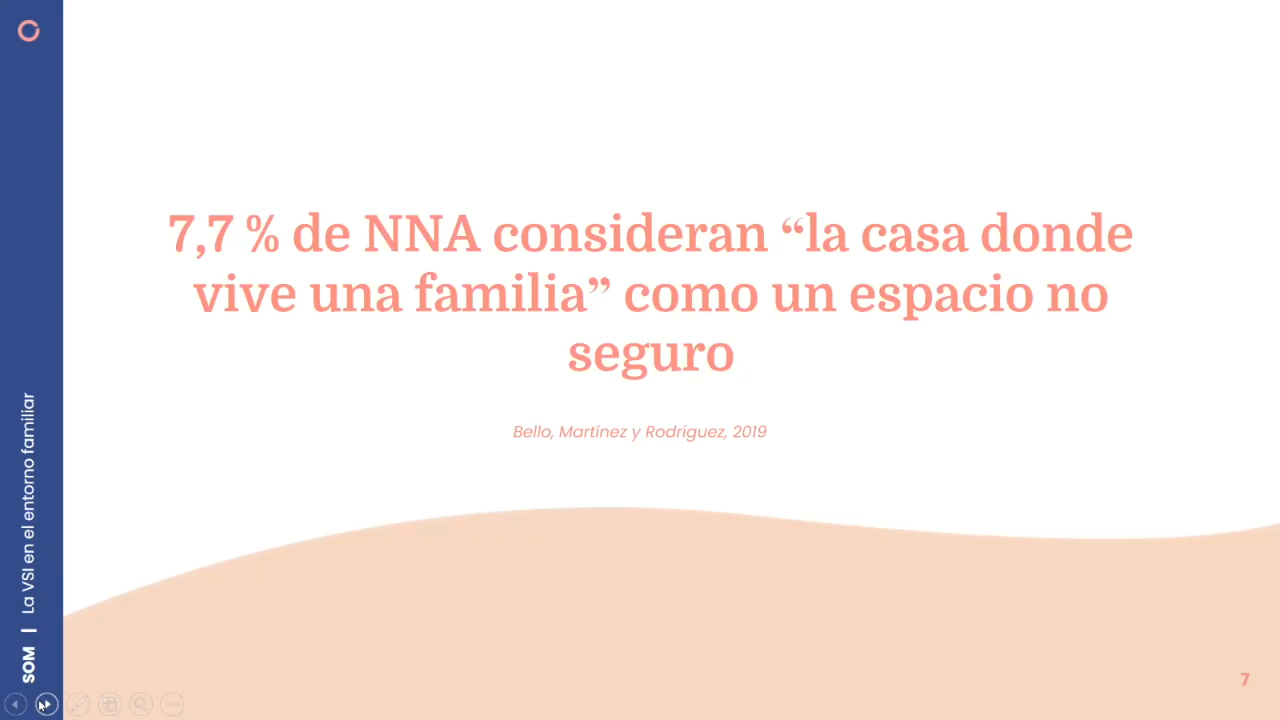 7,7 % de NNA consideran “la casa donde
vive una familia” como un espacio no
seguro
Bello, Martínez y Rodríguez, 2019
SOM | La VSI en el entorno familiar
7